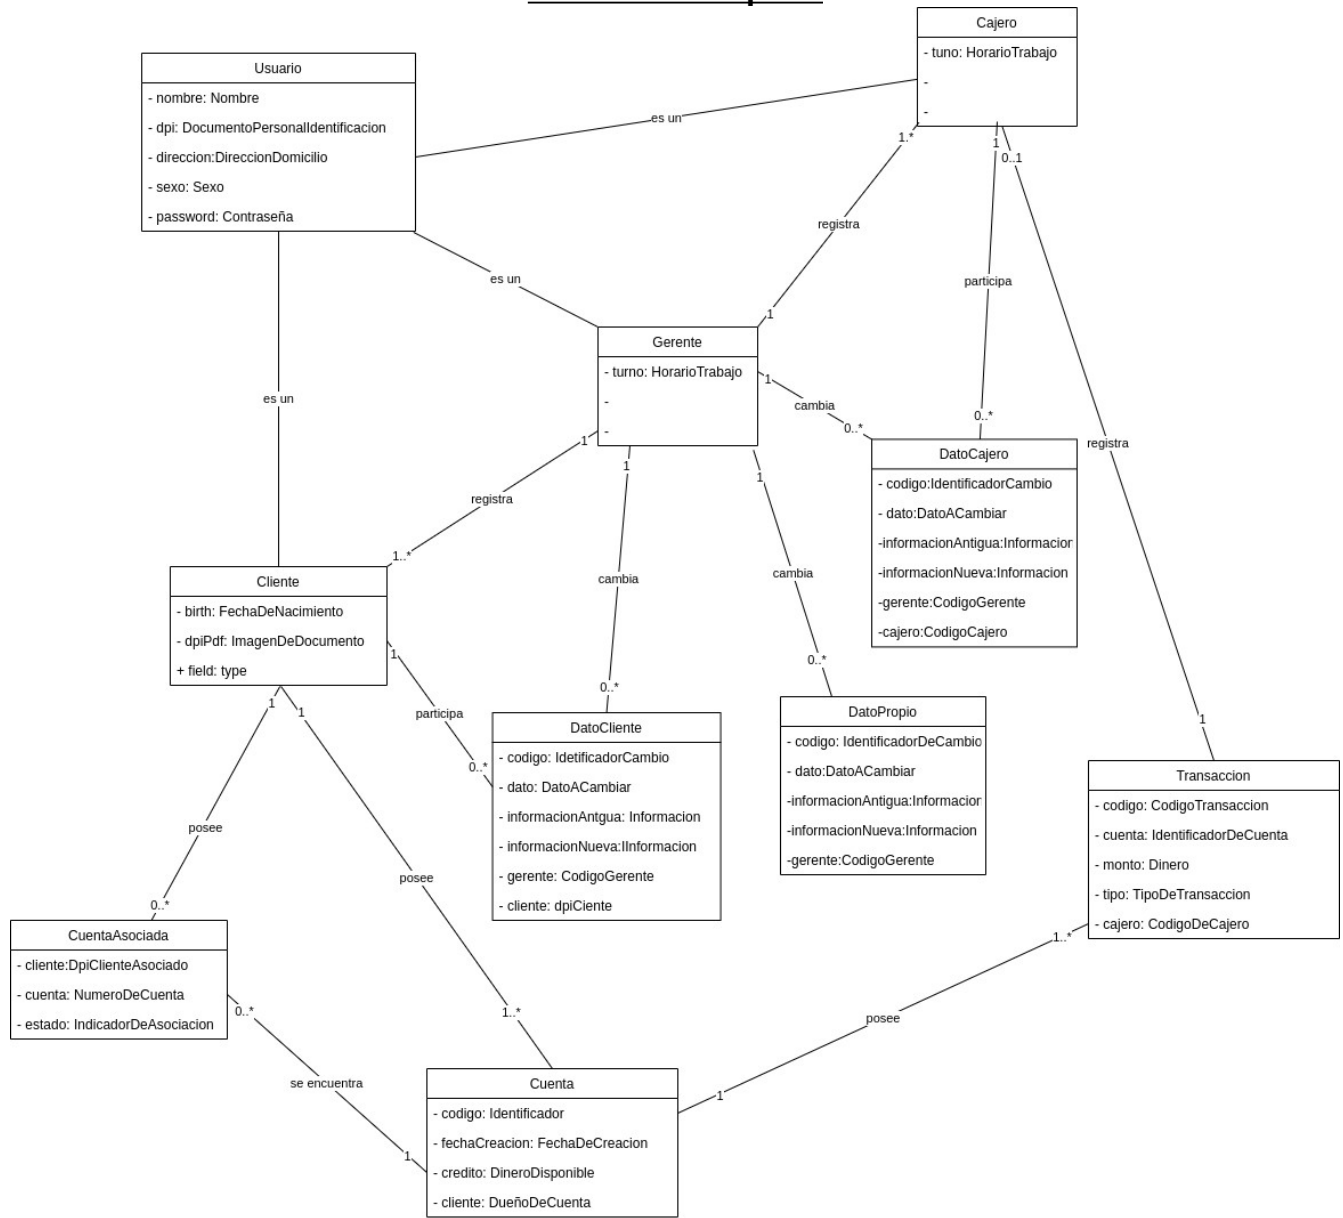 Cajero
- tuno: HorarioTrabajo
-
-
Usuario
- nombre: Nombre
- dpi: DocumentoPersonalIdentificacion
- direccion:DireccionDomicilio
- sexo: Sexo
- password: Contraseña
es un
1.*
1
0..1
registra
participa
es un
1
Gerente
- turno: HorarioTrabajo
-
-
1
cambia
0..*
0..*
es un
1
1
1
registra
registra
1..*
DatoCajero
- codigo:IdentificadorCambio
- dato:DatoACambiar
-informacionAntigua:Informacior
-informacionNueva:Informacion
-gerente:CodigoGerente
-cajero:CodigoCajero
cambia
cambia
Cliente
- birth: FechaDeNacimiento
- dpiPdf: ImagenDeDocumento
+ field: type
1
0..*
0..*
1
1
participa
0..*
1
DatoCliente
- codigo: IdetificadorCambio
- dato: DatoACambiar
- informacionAntgua: Informacion
- informacionNueva:IInformacion
- gerente: CodigoGerente
- cliente: dpiCiente
DatoPropio
- codigo: IdentificadorDeCambio
- dato:DatoACambiar
-informacionAntigua:Informacior
-informacionNueva:Informacion
-gerente:CodigoGerente
Transaccion
- codigo: CodigoTransaccion
- cuenta: IdentificadorDeCuenta
- monto: Dinero
- tipo: TipoDeTransaccion
- cajero: CodigoDeCajero
posee
posee
0..*
CuentaAsociada
- cliente:DpiClienteAsociado
- cuenta: NumeroDeCuenta
- estado: IndicadorDeAsociacion
1..*
0..*
1..*
posee
se encuentra
1
1
Cuenta
- codigo: Identificador
- fechaCreacion: FechaDeCreacion
- credito: DineroDisponible
- cliente: DueñoDeCuenta